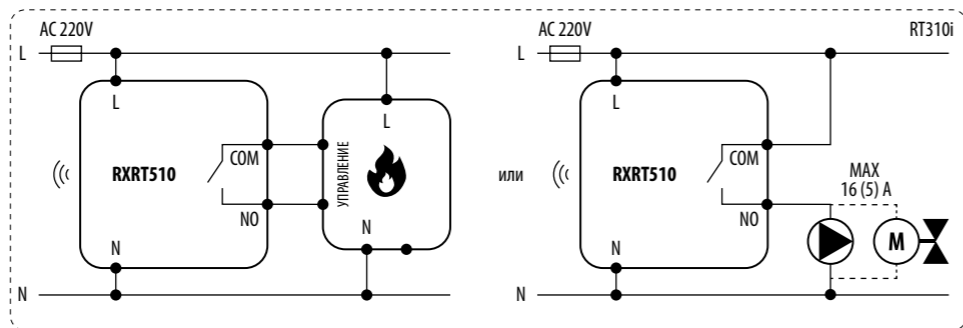 AC 220V
L
L
RXRT510
COM
NO
N
N
L
УПРАВЛЕНИЕ
N
или
AC 220V
RT310i
L
L
RXRT510
COM
NO
N
N
MAX
16 (5) A
M